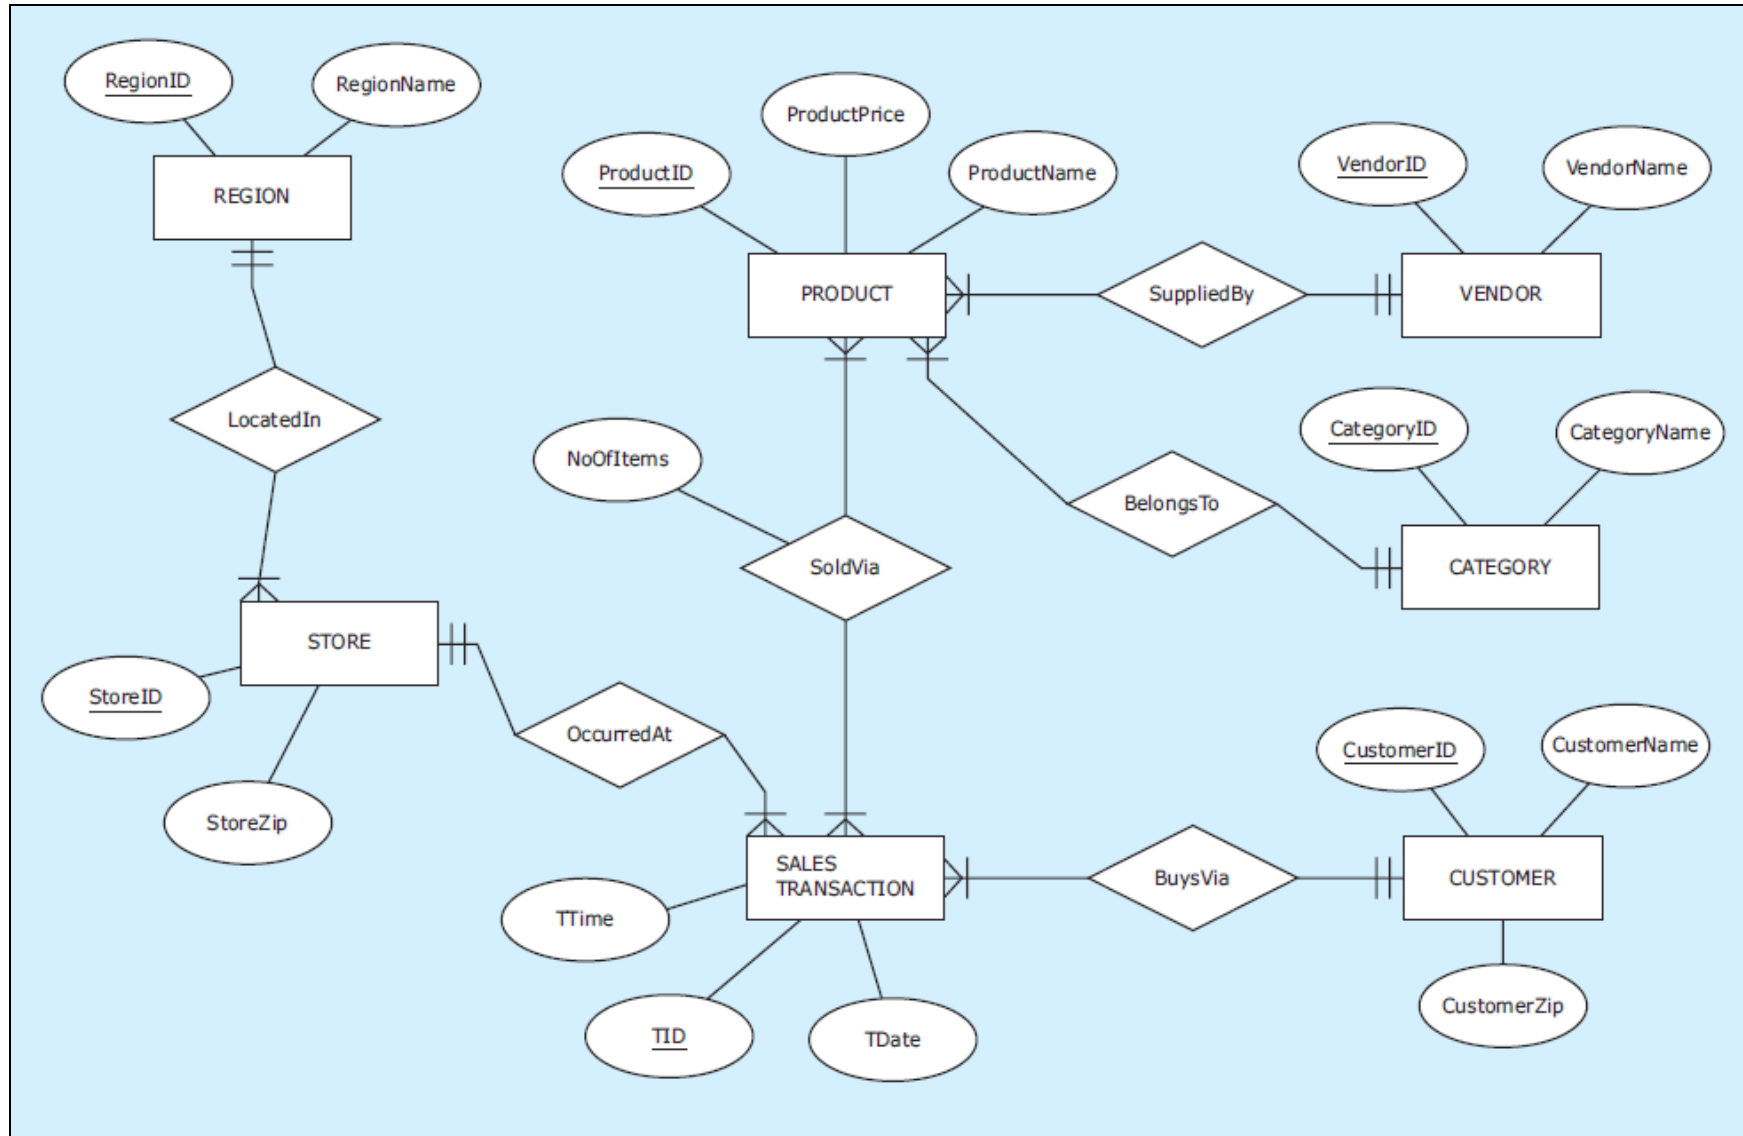 RegionID
RegionName
REGION
ProductPrice
ProductID
ProductName
PRODUCT
VendorID
VendorName
SuppliedBy
VENDOR
LocatedIn
NoOfItems
CategoryID
CategoryName
BelongsTo
SoldVia
CATEGORY
STORE
StoreID
OccurredAt
StoreZip
CustomerID
CustomerName
SALES
TRANSACTION
BuysVia
CUSTOMER
TTime
TID
TDate
CustomerZip